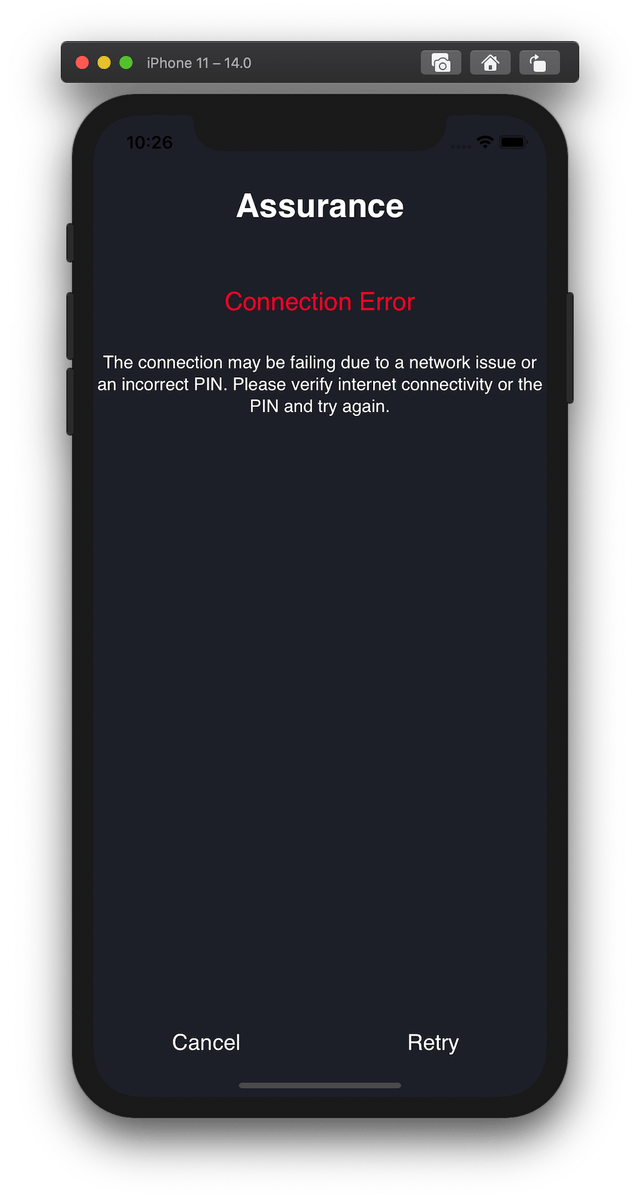 iPhone 11 – 14.0
10:26
Assurance
Connection Error
The connection may be failing due to a network issue or
an incorrect PIN. Please verify internet connectivity or the
PIN and try again.
Cancel
Retry